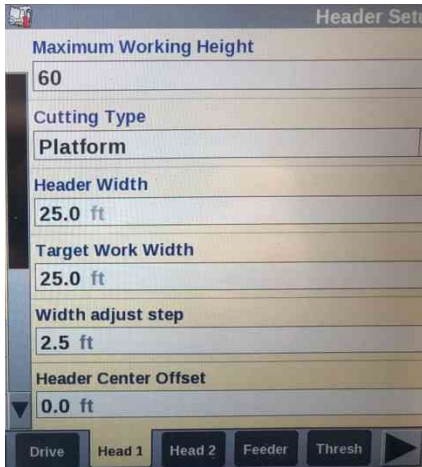 Header Setu
Maximum Working Height
60
Cutting Type
Platform
Header Width
25.0 ft
Target Work Width
25.0 ft
Width adjust step
2.5 ft
Header Center Offset
0.0 ft
Drive Head 1 Head 2 Feeder Thresh